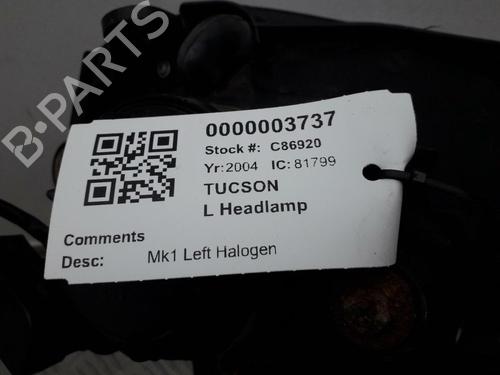 B-PARTS
0000003737
Stock #: C86920
Yr: 2004 IC: 81799
TUCSON
L Headlamp
Comments
Desc: Mk1 Left Halogen